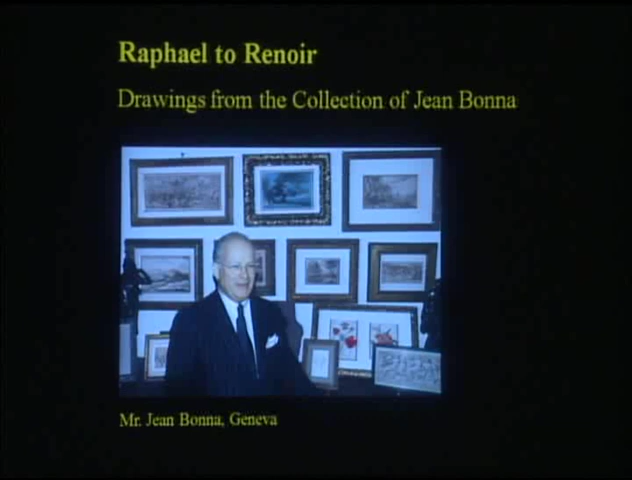 Raphael to Renoir
Drawings from the Collection of Jean Bonna
Mr. Jean Bonna, Geneva